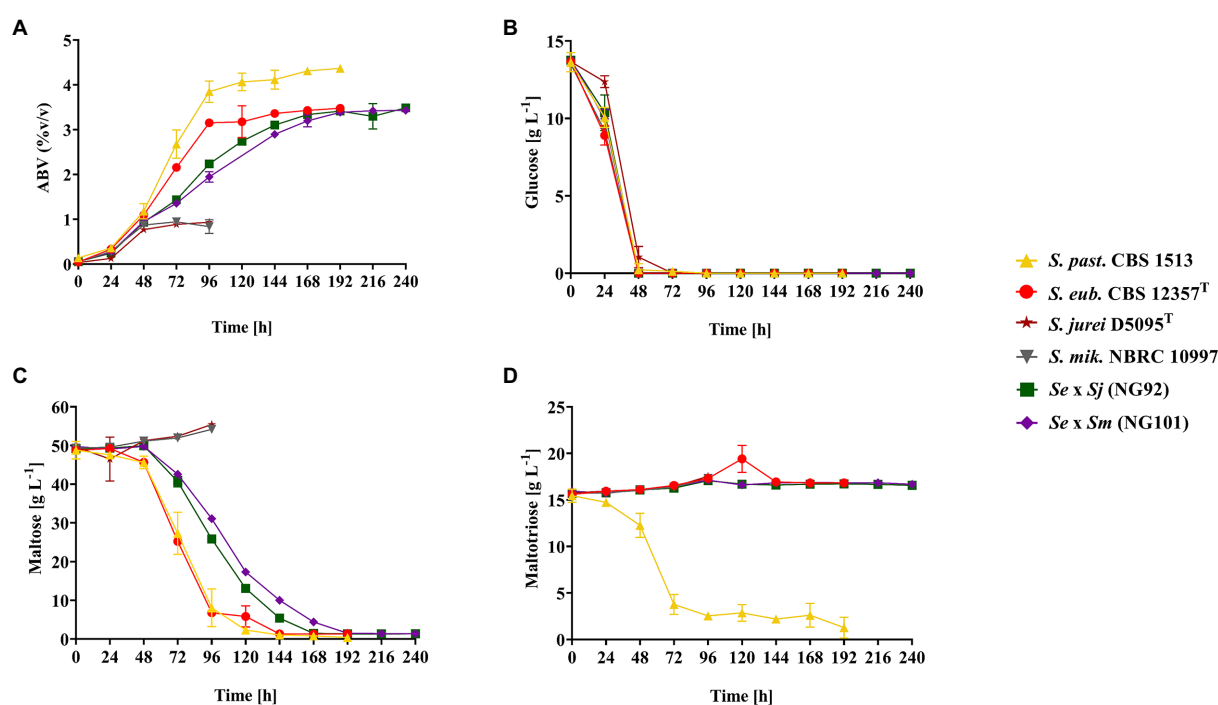 A
ABV (%v/v)
5
4
3
2
1
0
0 24 48 72 96 120 144 168 192 216 240
Time [h]
B
Glucose [g L-1]
15
10
5
0
0 24 48 72 96 120 144 168 192 216 240
Time [h]
S. past. CBS 1513
S. eub. CBS 12357T
S. jurei D5095T
S. mik. NBRC 10997
Se x Sj (NG92)
Se x Sm (NG101)
C
Maltose [g L-1]
60
50
40
30
20
10
0
0 24 48 72 96 120 144 168 192 216 240
Time [h]
D
Maltotriose [g L-1]
25
20
15
10
5
0
0 24 48 72 96 120 144 168 192 216 240
Time [h]